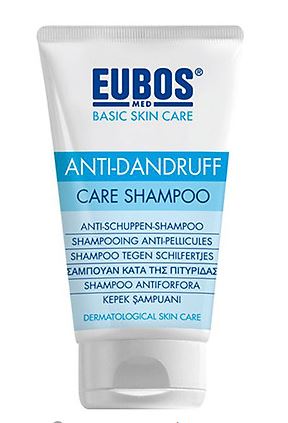 EUBOS®
MED
BASIC SKIN CARE
ANTI-DANDRUFF
CARE SHAMPOO
ANTI-SCHUPPEN-SHAMPOO
SHAMPOOING ANTI-PELLICULES
SHAMPOO TEGEN SCHILFERTJES
ΣΑΜΠΟΥΑΝ ΚΑΤΑ ΤΗΣ ΠΙΤΥΡΙΔΑΣ
SHAMPOO ANTIFORFORA
KEPEK ŞAMPUANI
DERMATOLOGICAL SKIN CARE